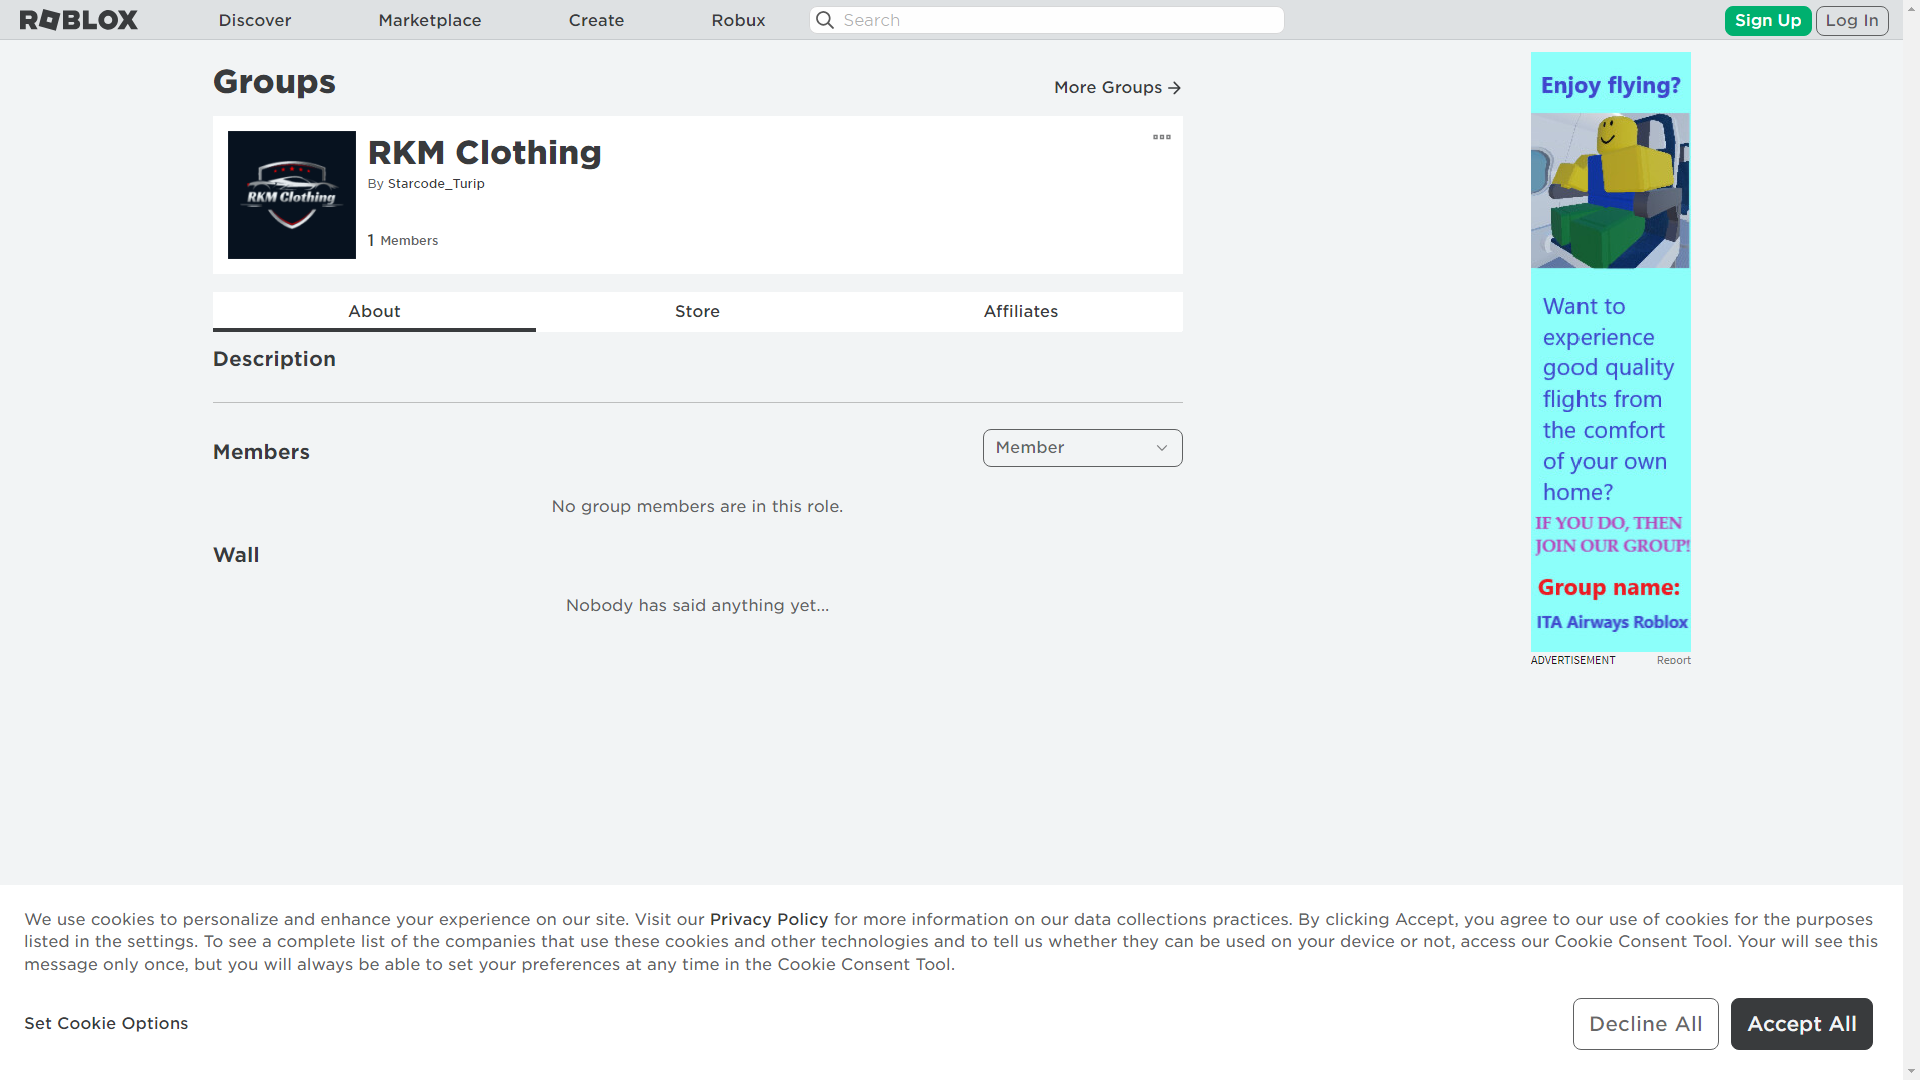 ROBLOX
Discover
Marketplace
Create
Robux
Search
Sign Up
Log In
Groups
More Groups
RKM Clothing
RKM Clothing
By Starcode_Turip
1 Members
About
Store
Affiliates
Description
Members
Member
No group members are in this role.
Wall
Nobody has said anything yet...
Enjoy flying?
Want to
experience
good quality
flights from
the comfort
of your own
home?
IF YOU DO, THEN
JOIN OUR GROUP!
Group name:
ITA Airways Roblox
ADVERTISEMENT
Report
We use cookies to personalize and enhance your experience on our site. Visit our Privacy Policy for more information on our data collections practices. By clicking Accept, you agree to our use of cookies for the purposes
listed in the settings. To see a complete list of the companies that use these cookies and other technologies and to tell us whether they can be used on your device or not, access our Cookie Consent Tool. Your will see this
message only once, but you will always be able to set your preferences at any time in the Cookie Consent Tool.
Set Cookie Options
Decline All
Accept All